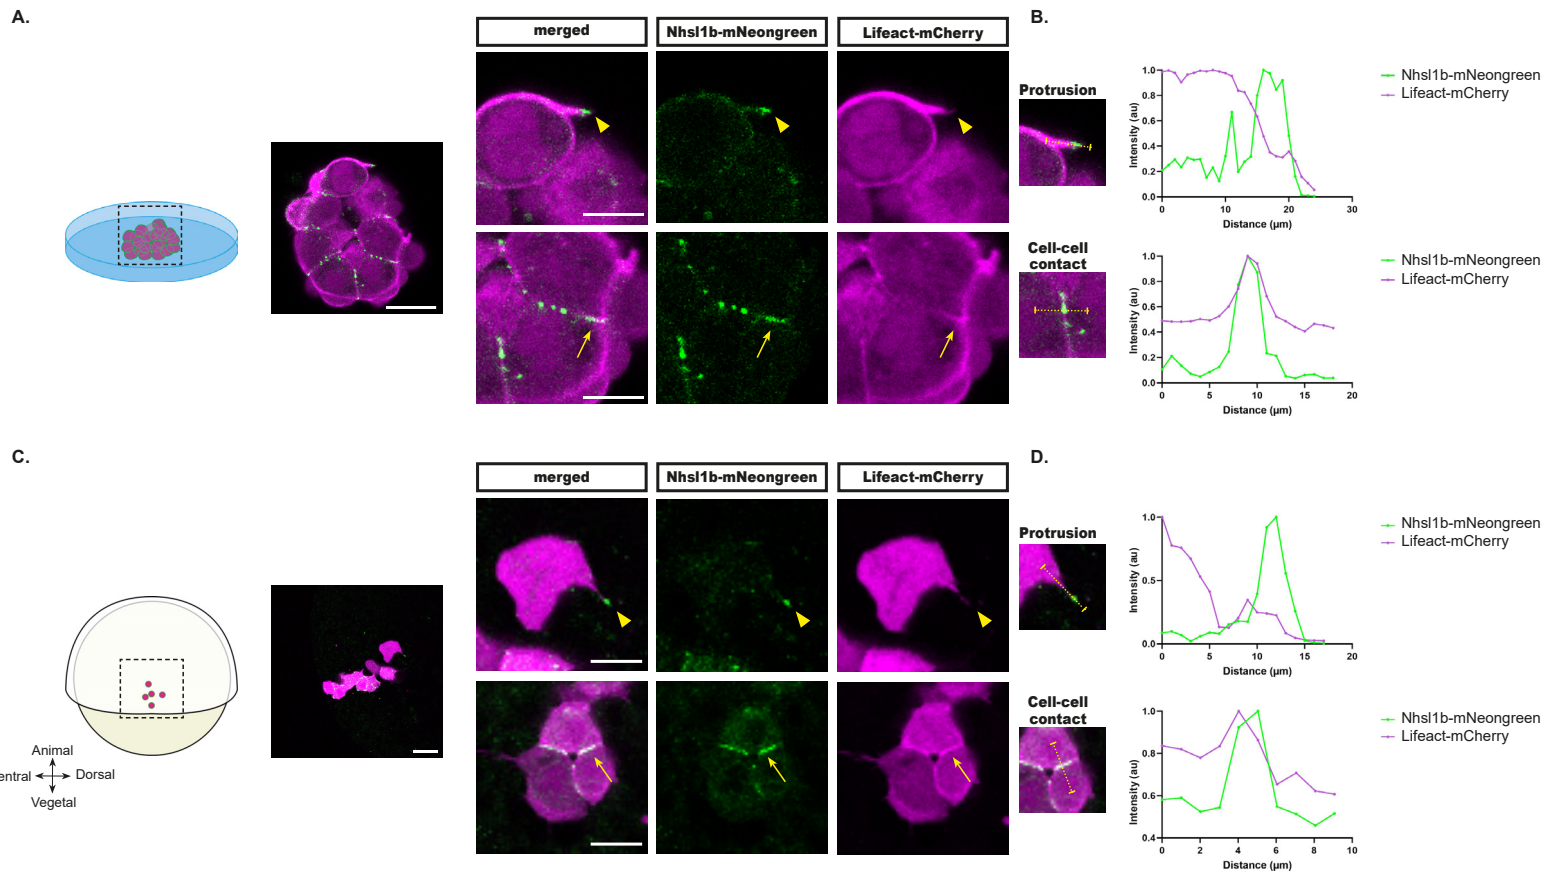 A.
merged
Nhsl1b-mNeongreen
Lifeact-mCherry
B.
Protrusion
Intensity (au)
1.0
0.8
0.6
0.4
0.2
0.0
0
10
20
30
Distance (µm)
Nhsl1b-mNeongreen
Lifeact-mCherry
Cell-cell
contact
Intensity (au)
1.0
0.8
0.6
0.4
0.2
0.0
0
5
10
15
20
Distance (µm)
Nhsl1b-mNeongreen
Lifeact-mCherry
C.
Animal
entral
Dorsal
Vegetal
merged
Nhsl1b-mNeongreen
Lifeact-mCherry
D.
Protrusion
Intensity (au)
1.0
0.5
0.0
0
5
10
15
20
Distance (µm)
Nhsl1b-mNeongreen
Lifeact-mCherry
Cell-cell
contact
Intensity (au)
1.0
0.8
0.6
0.4
0
2
4
6
8
10
Distance (µm)
Nhsl1b-mNeongreen
Lifeact-mCherry